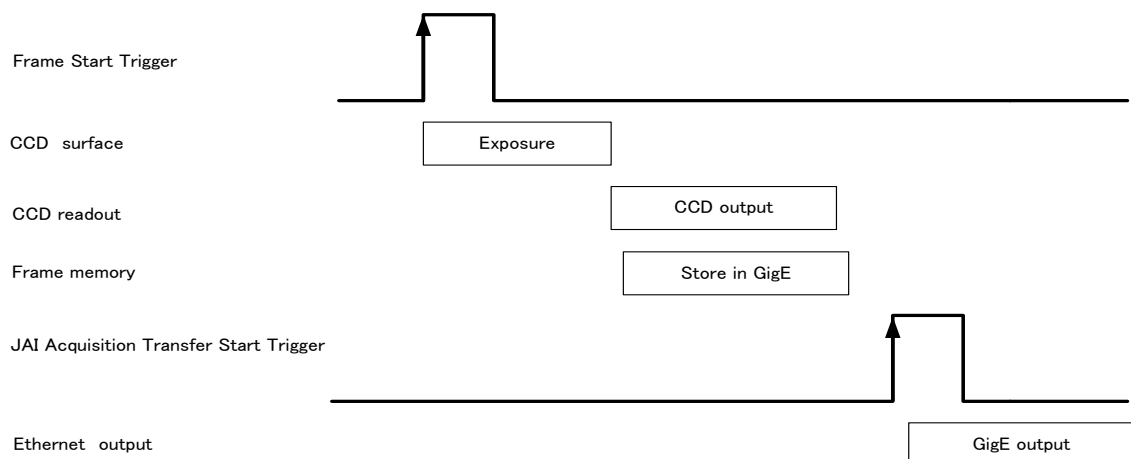 Frame Start Trigger
CCD surface
Exposure
CCD readout
CCD output
Frame memory
Store in GigE
JAI Acquisition Transfer Start Trigger
Ethernet output
GigE output